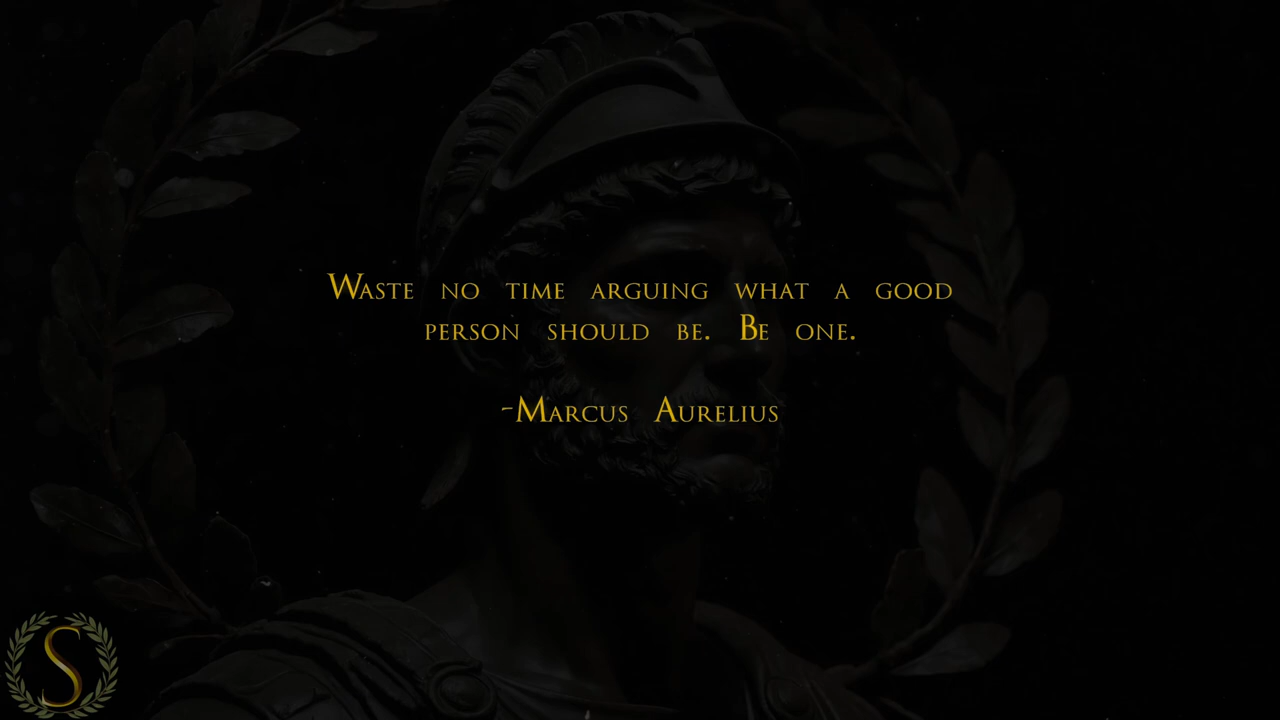 Waste no time arguing what a good
person should be. Be one.
-Marcus Aurelius
S